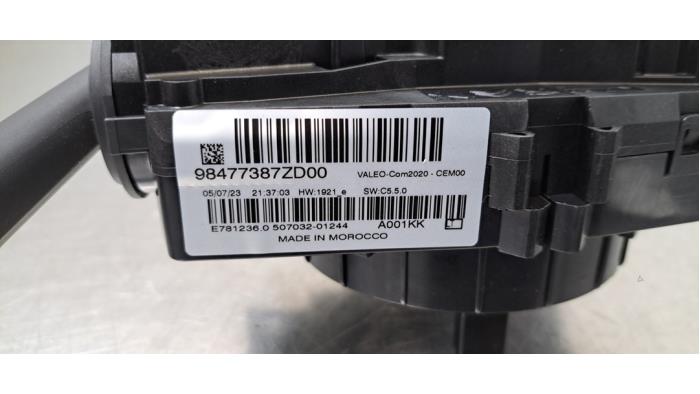 98477387ZD00 VALEO-Com2020 - CEM00
05/07/23 21:37:03 HW:1921_e SW:C5.5.0
E781236.0 507032-01244 A001KK
MADE IN MOROCCO